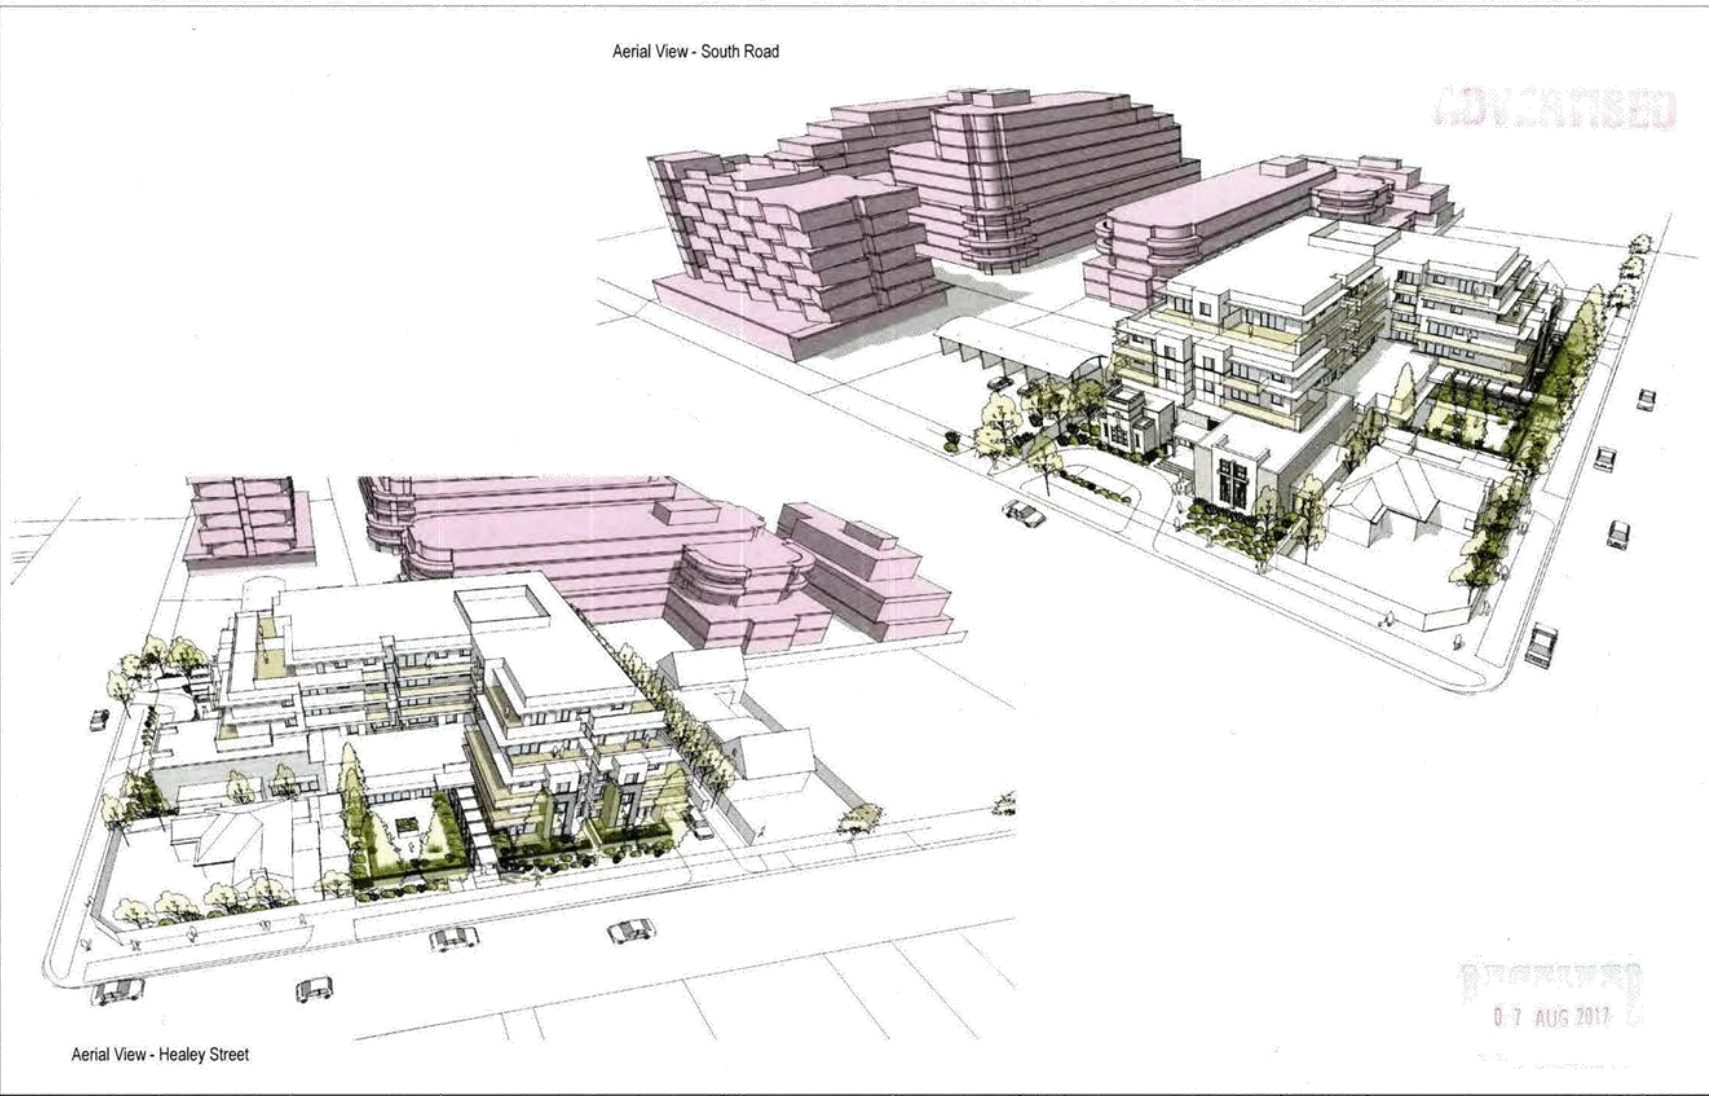 Aerial View - South Road
ADVERTISED
Aerial View - Healey Street
07 AUG 2017